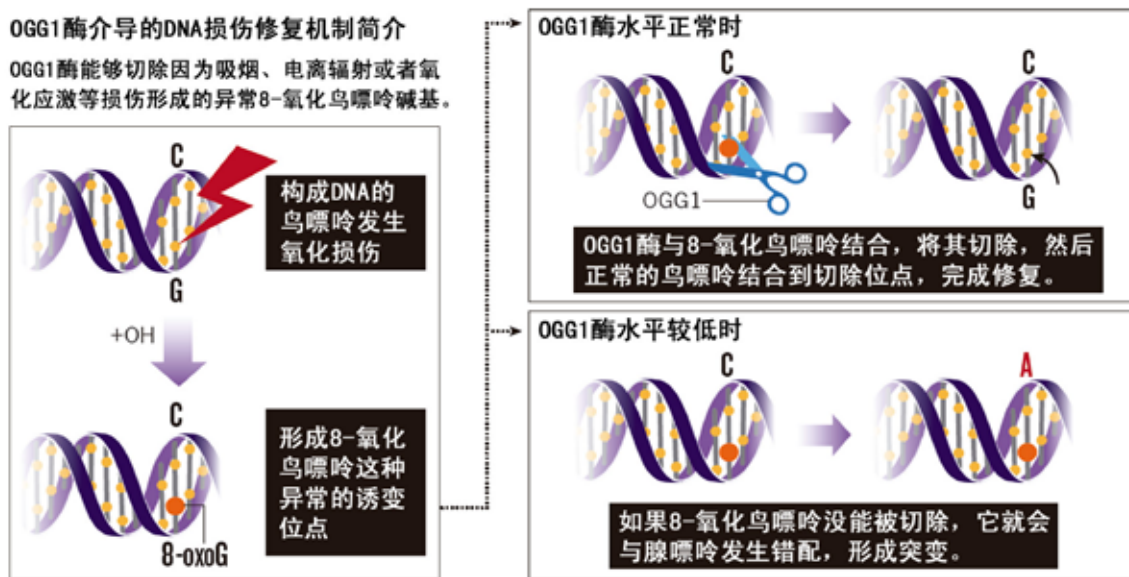 OGG1酶介导的DNA损伤修复机制简介
OGG1酶能够切除因为吸烟、电离辐射或者氧
化应激等损伤形成的异常8-氧化鸟嘌呤碱基。
C
构成DNA的
鸟嘌呤发生
氧化损伤
G
+OH
C
形成8-氧化
鸟嘌呤这种
异常的诱变
位点
8-oxoG
OGG1酶水平正常时
C
C
OGG1
G
OGG1酶与8-氧化鸟嘌呤结合，将其切除，然后
正常的鸟嘌呤结合到切除位点，完成修复。
OGG1酶水平较低时
C
A
如果8-氧化鸟嘌呤没能被切除，它就会
与腺嘌呤发生错配，形成突变。